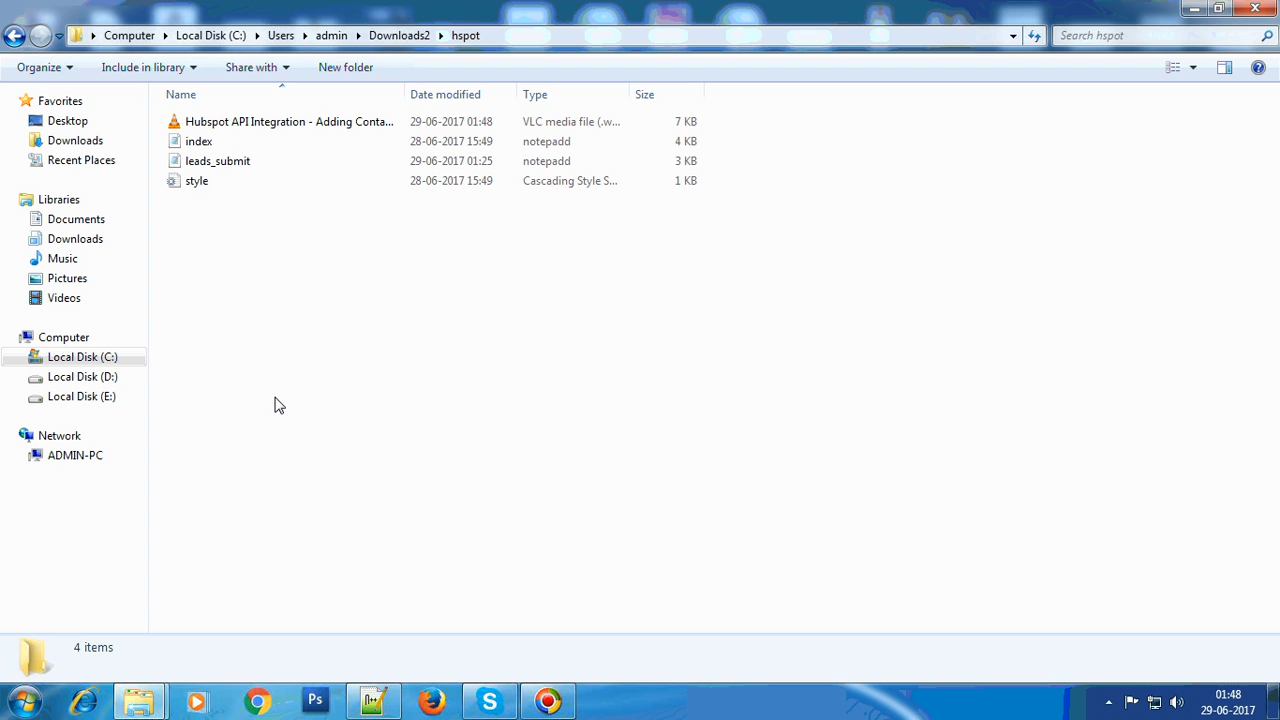 Computer Local Disk (C:) Users admin Downloads2 hspot Search hspot
Organize Include in library Share with New folder
Name Date modified Type Size
Favorites
Desktop
Downloads
Recent Places
Libraries
Documents
Downloads
Music
Pictures
Videos
Computer
Local Disk (C:)
Local Disk (D:)
Local Disk (E:)
Network
ADMIN-PC
Hubspot API Integration - Adding Conta... 29-06-2017 01:48 VLC media file (.w... 7 KB
index 28-06-2017 15:49 notepadd 4 KB
leads_submit 29-06-2017 01:25 notepadd 3 KB
style 28-06-2017 15:49 Cascading Style S... 1 KB
4 items
Ps
01:48
29-06-2017